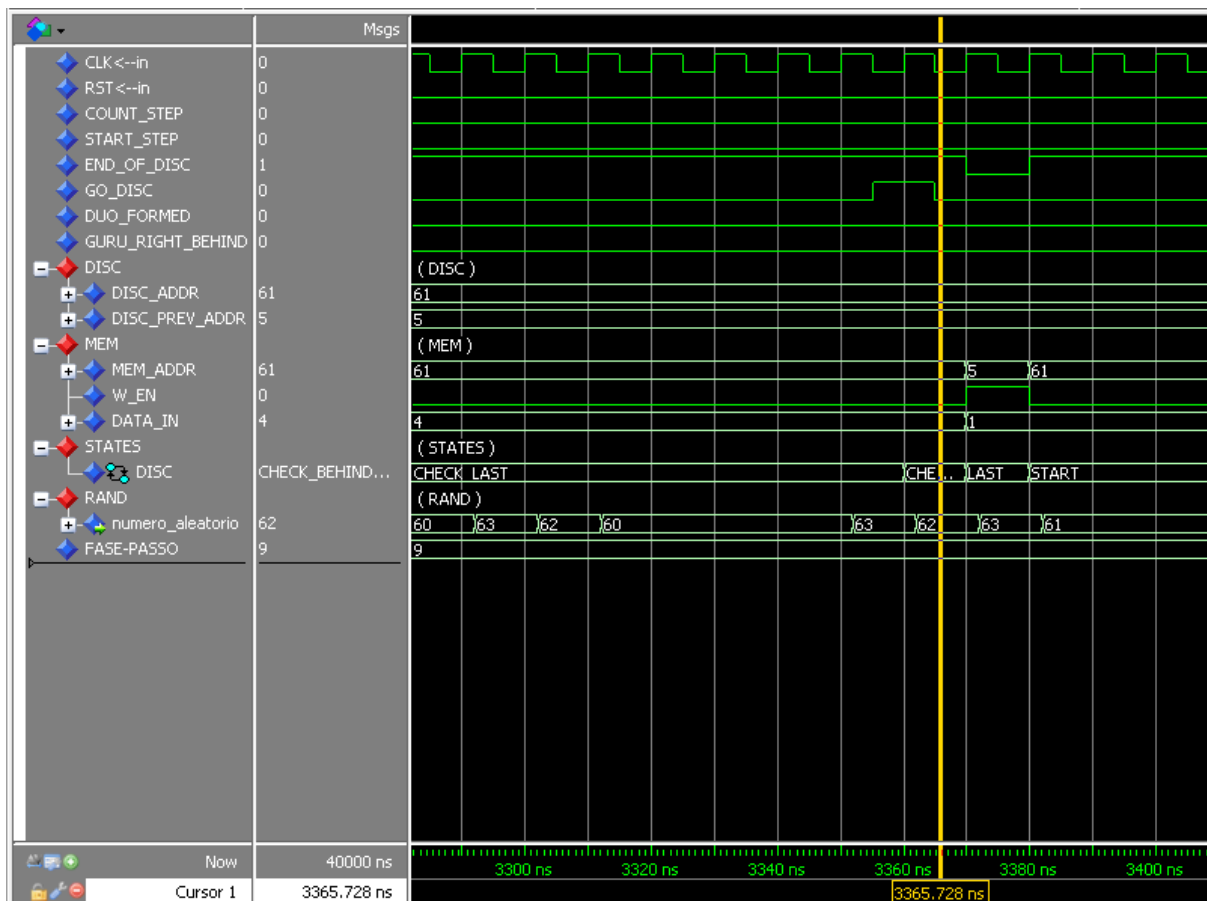 Msgs
CLK<--in 0
RST<--in 0
COUNT_STEP 0
START_STEP 0
END_OF_DISC 1
GO_DISC 0
DUO_FORMED 0
GURU_RIGHT_BEHIND 0
DISC ( DISC )
DISC_ADDR 61 61
DISC_PREV_ADDR 5 5
MEM ( MEM )
MEM_ADDR 61 61 5 61
W_EN 0
DATA_IN 4 4 1
STATES ( STATES )
DISC CHECK_BEHIND... CHECK_LAST CHE... LAST START
RAND ( RAND )
numero_aleatorio 62 60 63 62 60 63 62 63 61
FASE-PASSO 9 9
Now 40000 ns 3300 ns 3320 ns 3340 ns 3360 ns 3380 ns 3400 ns
Cursor 1 3365.728 ns 3365.728 ns